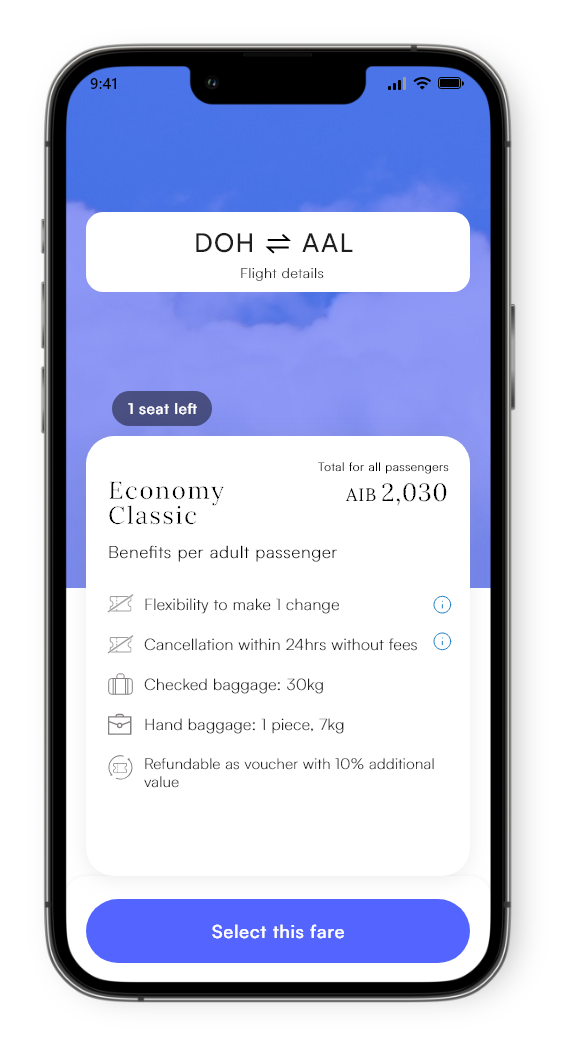 9:41
DOH ⇌ AAL
Flight details
1 seat left
Total for all passengers
Economy
Classic
AIB 2,030
Benefits per adult passenger
Flexibility to make 1 change
Cancellation within 24hrs without fees
Checked baggage: 30kg
Hand baggage: 1 piece, 7kg
Refundable as voucher with 10% additional
value
Select this fare